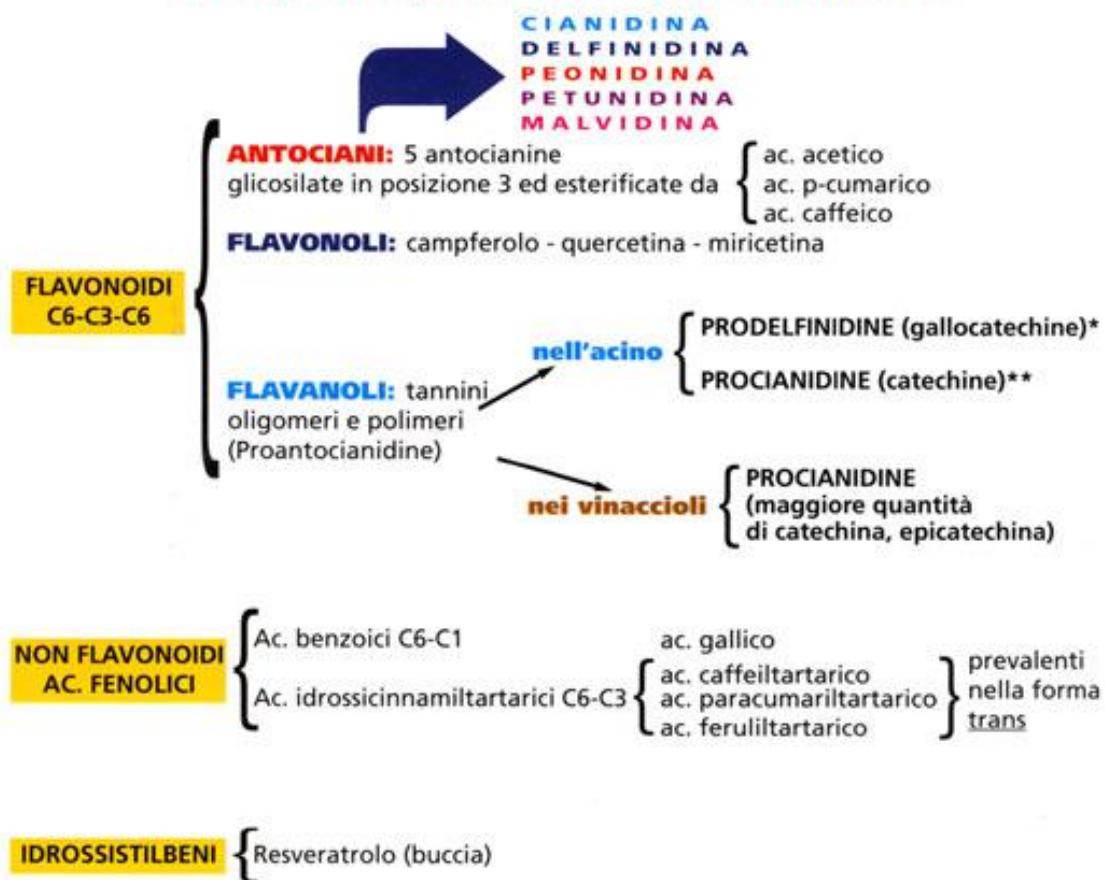 CIANIDINA
DELFINIDINA
PEONIDINA
PETUNIDINA
MALVIDINA
ANTOCIANI: 5 antocianine
glicosilate in posizione 3 ed esterificate da
ac. acetico
ac. p-cumarico
ac. caffeico
FLAVONOLI: campferolo - quercetina - miricetina
FLAVONOIDI
C6-C3-C6
FLAVANOLI: tannini
oligomeri e polimeri
(Proantocianidine)
nell'acino
PRODELFINIDINE (gallocatechine)*
PROCIANIDINE (catechine)**
nei vinaccioli
PROCIANIDINE
(maggiore quantità
di catechina, epicatechina)
NON FLAVONOIDI
AC. FENOLICI
Ac. benzoici C6-C1
ac. gallico
Ac. idrossicinnamiltartarici C6-C3
ac. caffeiltartarico
ac. paracumariltartarico
ac. feruliltartarico
prevalenti
nella forma
trans
IDROSSISTILBENI
Resveratrolo (buccia)